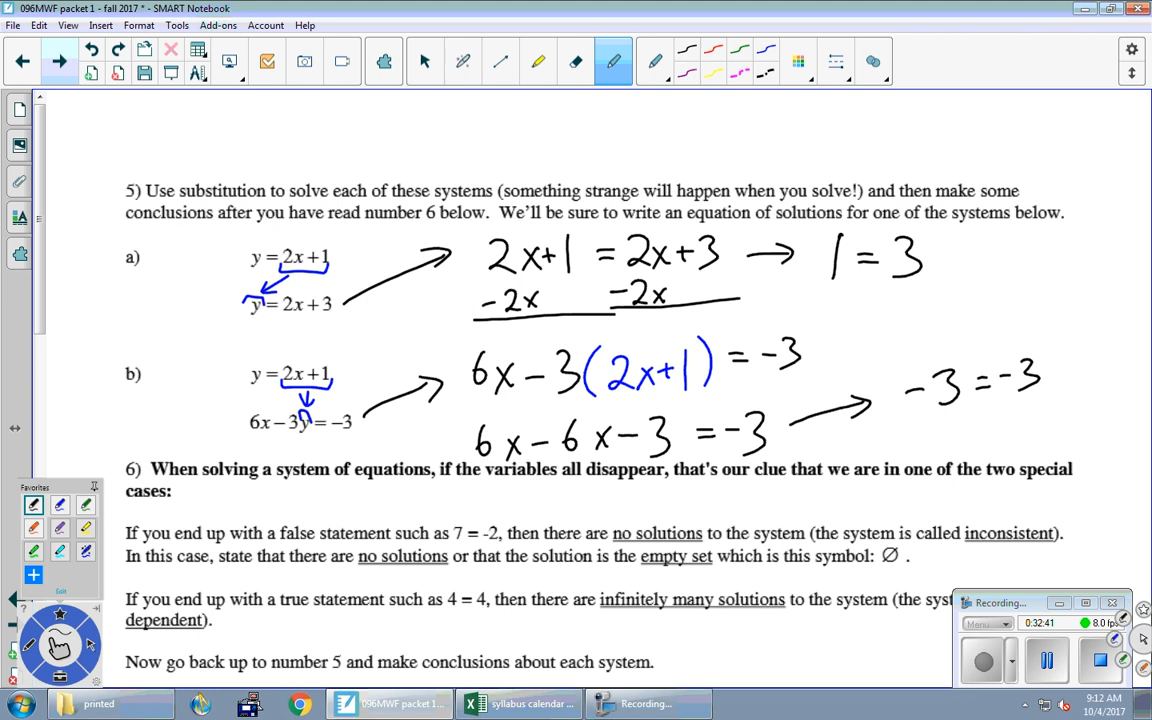 096MWF packet 1 - fall 2017 * - SMART Notebook
File Edit View Insert Format Tools Add-ons Account Help
5) Use substitution to solve each of these systems (something strange will happen when you solve!) and then make some
conclusions after you have read number 6 below. We'll be sure to write an equation of solutions for one of the systems below.
a) y = 2x + 1 2x+1 = 2x+3 → 1 = 3
y = 2x + 3 -2x -2x
b) y = 2x + 1 6x - 3(2x+1) = -3
6x - 3y = -3 6x - 6x - 3 = -3 → -3 = -3
6) When solving a system of equations, if the variables all disappear, that's our clue that we are in one of the two special
cases:
If you end up with a false statement such as 7 = -2, then there are no solutions to the system (the system is called inconsistent).
In this case, state that there are no solutions or that the solution is the empty set which is this symbol: ∅ .
If you end up with a true statement such as 4 = 4, then there are infinitely many solutions to the system (the syst
dependent).
Now go back up to number 5 and make conclusions about each system.
Favorites
Edit
Recording...
Menu 0:32:41 8.0 fps
printed 096MWF packet 1... syllabus calendar ... Recording... 9:12 AM
10/4/2017